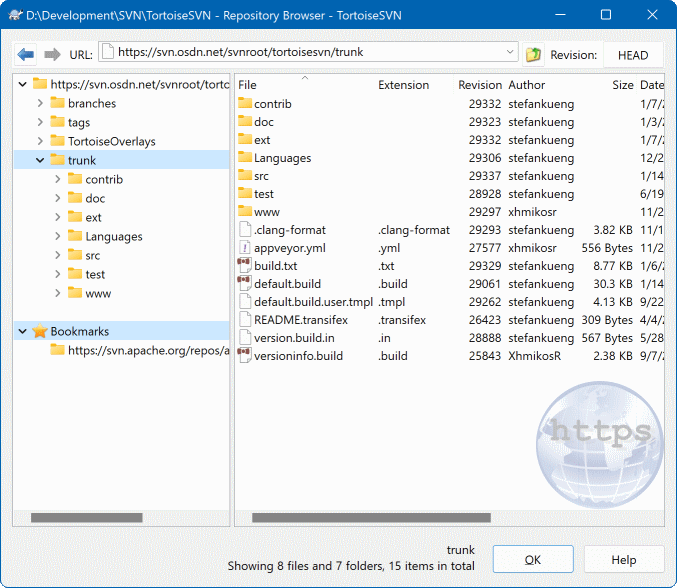 D:\Development\SVN\TortoiseSVN - Repository Browser - TortoiseSVN
URL: https://svn.osdn.net/svnroot/tortoisesvn/trunk Revision: HEAD
https://svn.osdn.net/svnroot/torto
branches
tags
TortoiseOverlays
trunk
contrib
doc
ext
Languages
src
test
www
Bookmarks
https://svn.apache.org/repos/a
File Extension Revision Author Size Date
contrib 29332 stefankueng 1/7/
doc 29323 stefankueng 1/3/
ext 29332 stefankueng 1/7/
Languages 29306 stefankueng 12/2
src 29337 stefankueng 1/14
test 28928 stefankueng 6/19
www 29297 xhmikosr 11/2
.clang-format .clang-format 29293 stefankueng 3.82 KB 11/1
appveyor.yml .yml 27577 xhmikosr 556 Bytes 11/2
build.txt .txt 29329 stefankueng 8.77 KB 1/6/
default.build .build 29061 stefankueng 30.3 KB 1/14
default.build.user.tmpl .tmpl 29262 stefankueng 4.13 KB 9/22
README.transifex .transifex 26423 stefankueng 309 Bytes 4/4/
version.build.in .in 28888 stefankueng 567 Bytes 5/28
versioninfo.build .build 25843 XhmikosR 2.38 KB 9/7/
https
trunk
Showing 8 files and 7 folders, 15 items in total
OK Help